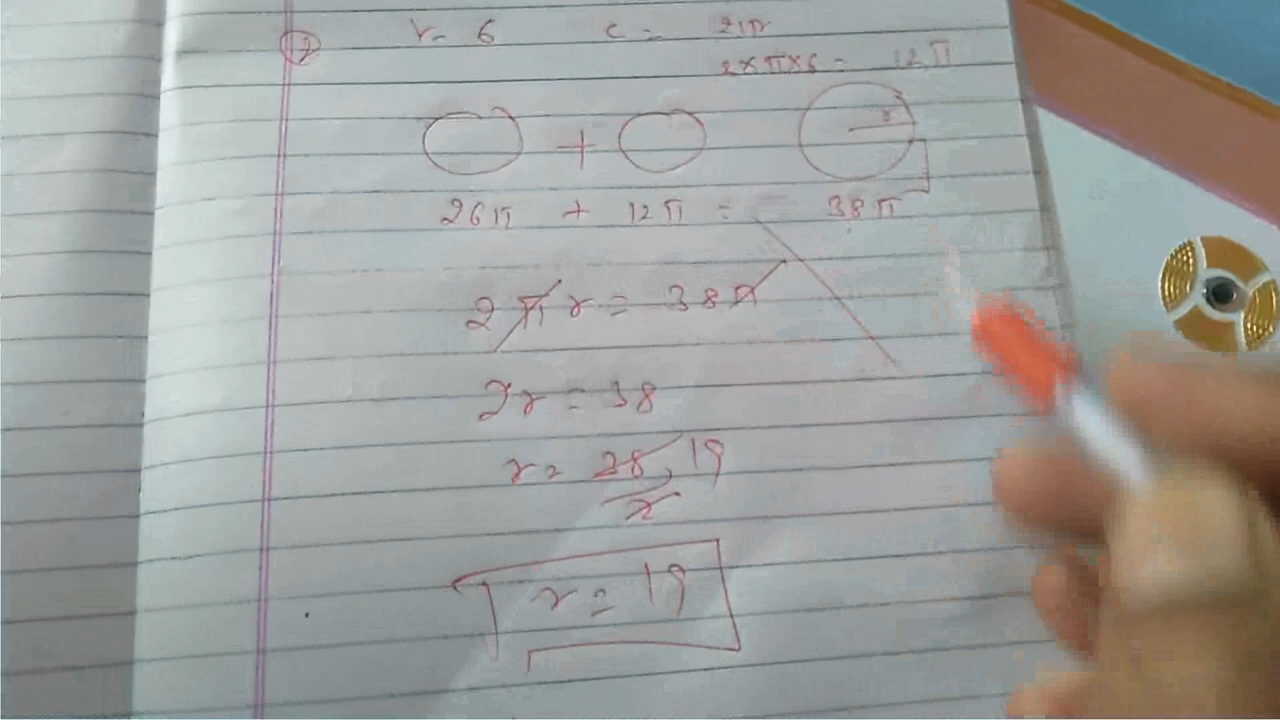 7
r = 6 c = 2πr
2×π×6 = 12π
+
r
26π + 12π = 38π
2πr = 38π
2r = 38
r = 38, 19
2
r = 19